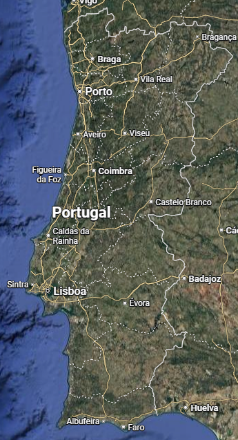 Vigo
Bragança
Braga
Vila Real
Porto
Aveiro
Viseu
Figueira
da Foz
Coimbra
Portugal
Castelo Branco
Caldas da
Rainha
Các
Badajoz
Sintra
Lisboa
Évora
Huelva
Albufeira
Faro